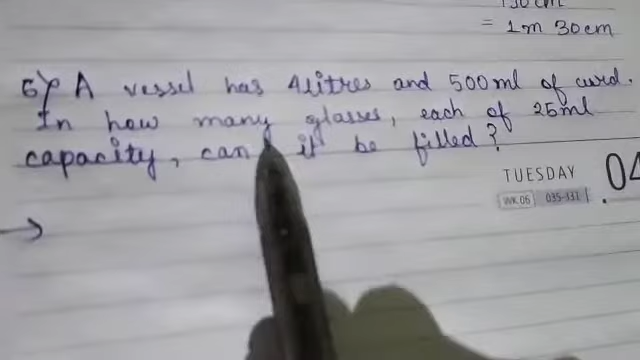 = 1m 30cm
6) A vessel has 4litres and 500ml of curd.
In how many glasses, each of 25ml
capacity, can it be filled?
TUESDAY
04
WK 06
035-331